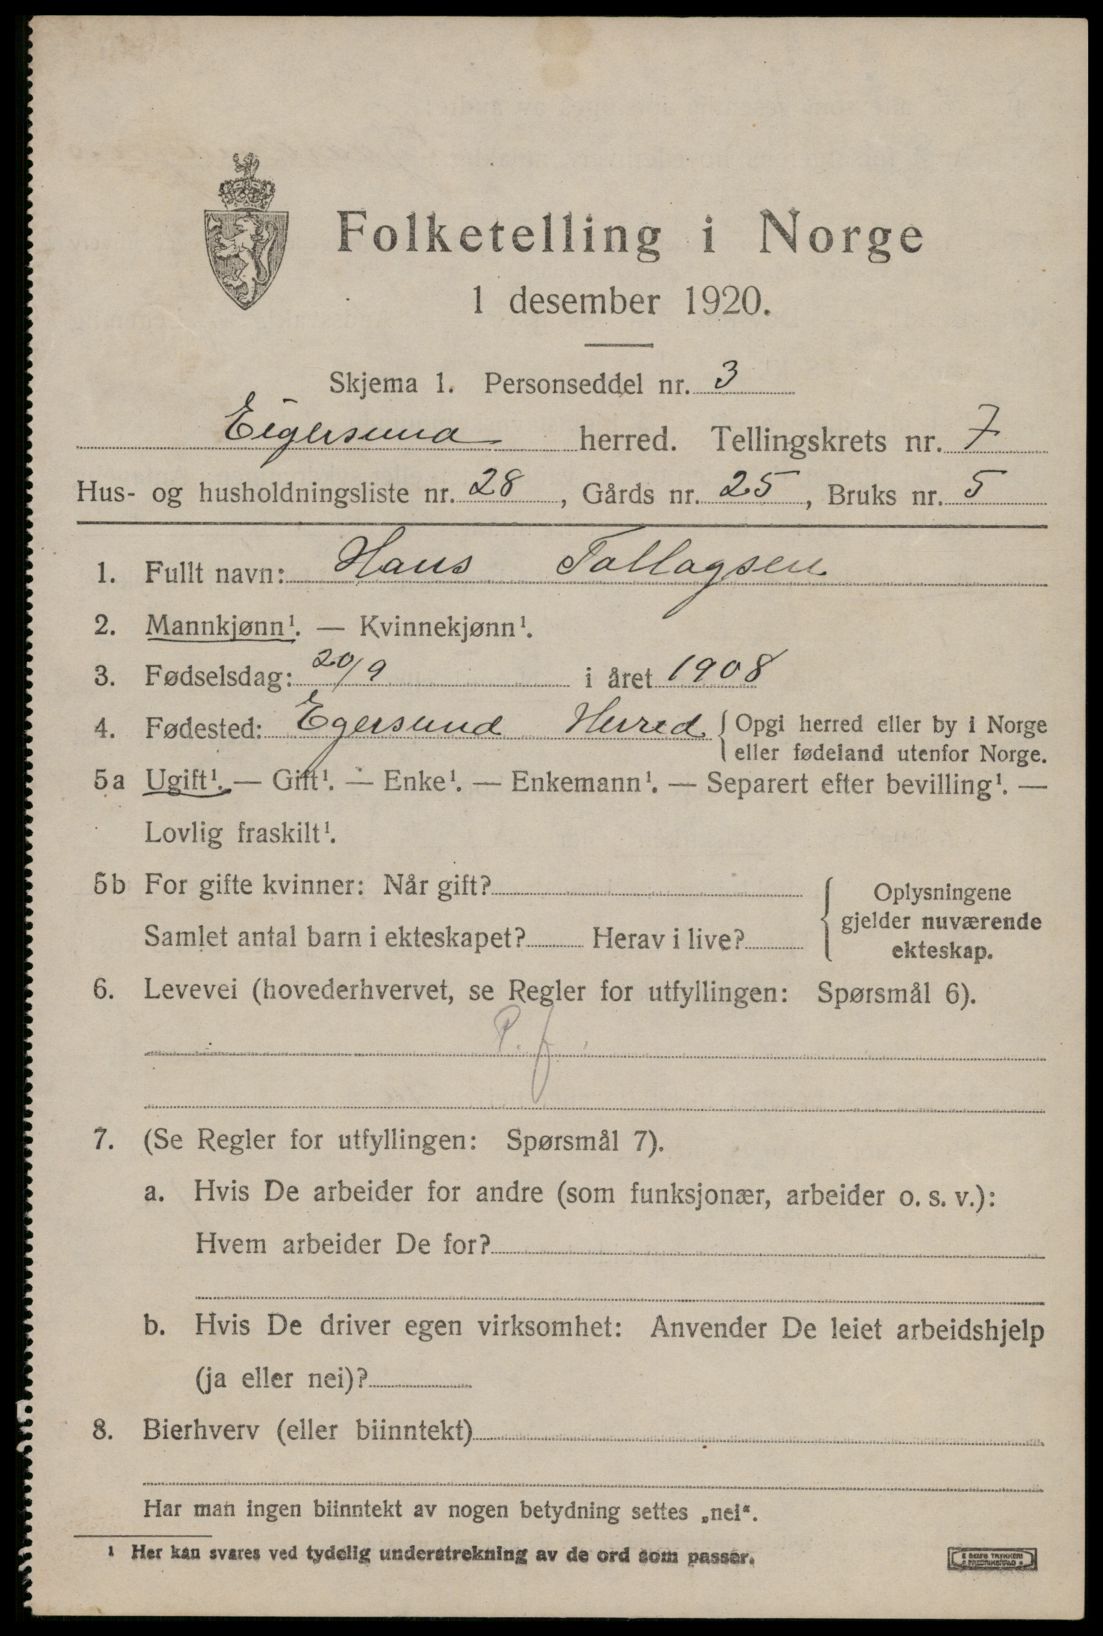 Folketelling i Norge
1 desember 1920.
Skjema 1. Personseddel nr. 3
Eigersund herred. Tellingskrets nr. 7
Hus- og husholdningsliste nr. 28, Gårds nr. 25, Bruks nr. 5
1. Fullt navn: Hans Tollagsen
2. Mannkjønn¹. — Kvinnekjønn¹.
3. Fødselsdag: 20/9 i året 1908
4. Fødested: Egersund Herred { Opgi herred eller by i Norge
eller fødeland utenfor Norge.
5a Ugift¹. — Gift¹. — Enke¹. — Enkemann¹. — Separert efter bevilling¹. —
Lovlig fraskilt¹.
5b For gifte kvinner: Når gift?
Samlet antal barn i ekteskapet? Herav i live?
Oplysningene
gjelder nuværende
ekteskap.
6. Levevei (hovederhvervet, se Regler for utfyllingen: Spørsmål 6).
P. f.
7. (Se Regler for utfyllingen: Spørsmål 7).
a. Hvis De arbeider for andre (som funksjonær, arbeider o. s. v.):
Hvem arbeider De for?
b. Hvis De driver egen virksomhet: Anvender De leiet arbeidshjelp
(ja eller nei)?
8. Bierhverv (eller biinntekt)
Har man ingen biinntekt av nogen betydning settes „nei".
¹ Her kan svares ved tydelig understrekning av de ord som passer.